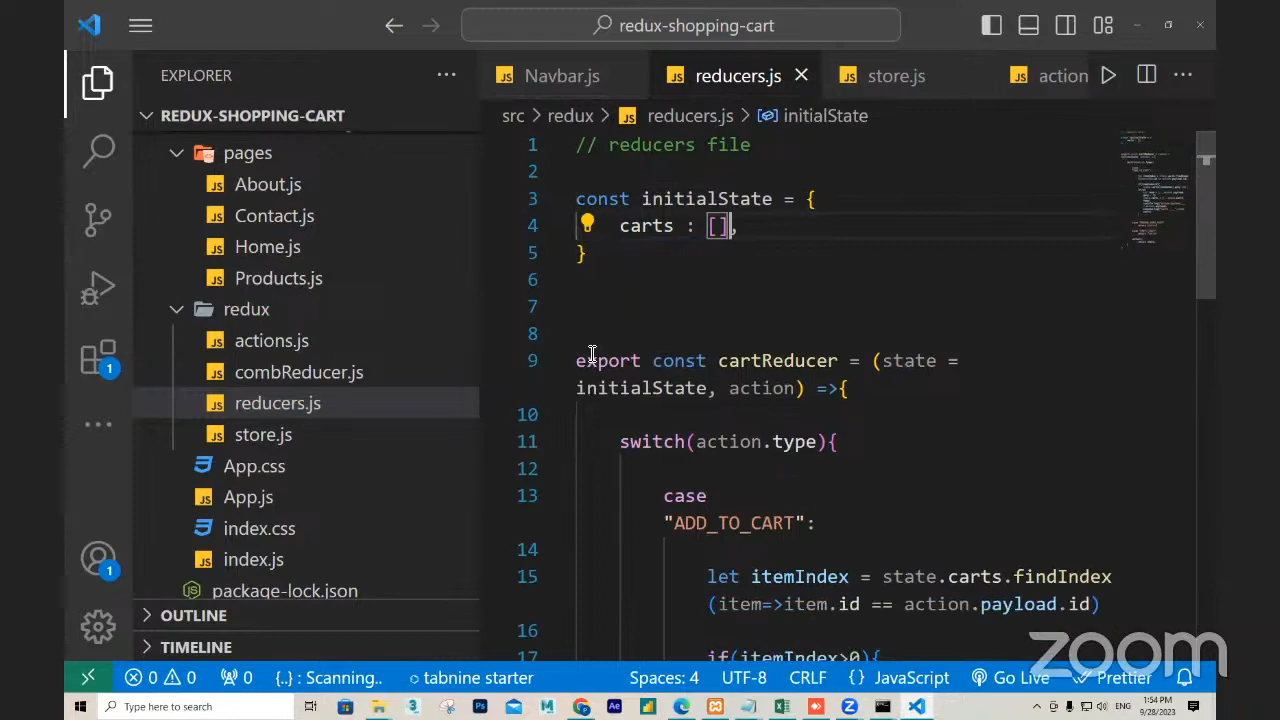 redux-shopping-cart
EXPLORER
Navbar.js
reducers.js
store.js
action
REDUX-SHOPPING-CART
src > redux > reducers.js > initialState
pages
About.js
Contact.js
Home.js
Products.js
redux
actions.js
combReducer.js
reducers.js
store.js
App.css
App.js
index.css
index.js
package-lock.json
OUTLINE
TIMELINE
1
1
1 // reducers file
2
3 const initialState = {
4 carts : [],
5 }
6
7
8
9 export const cartReducer = (state =
initialState, action) =>{
10
11 switch(action.type){
12
13 case
"ADD_TO_CART":
14
15 let itemIndex = state.carts.findIndex
(item=>item.id == action.payload.id)
16
17 if(itemIndex>0){
zoom
0 0 0 {..} : Scanning.. tabnine starter Spaces: 4 UTF-8 CRLF {} JavaScript Go Live Prettier
Type here to search
ENG
1:54 PM
9/28/2023